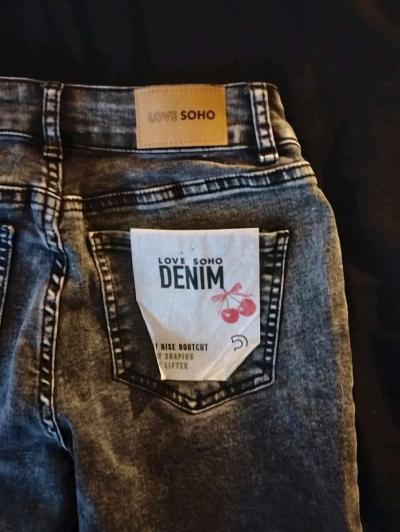 LOVE SOHO
LOVE SOHO
DENIM
RISE BOOTCUT
SHAPING
LIFTER